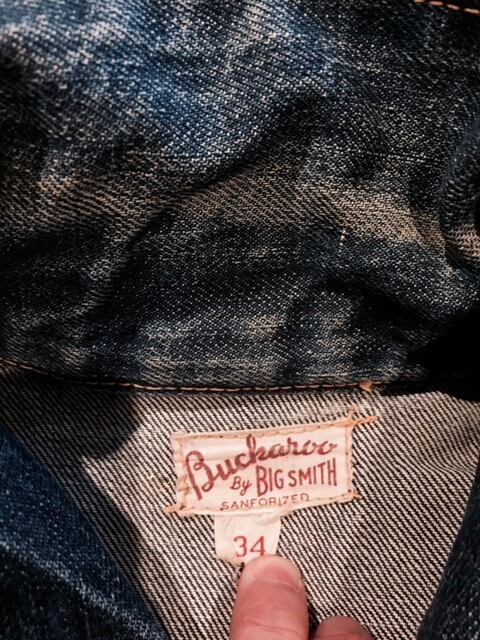 Buckaroo
By BIG SMITH
SANFORIZED
34